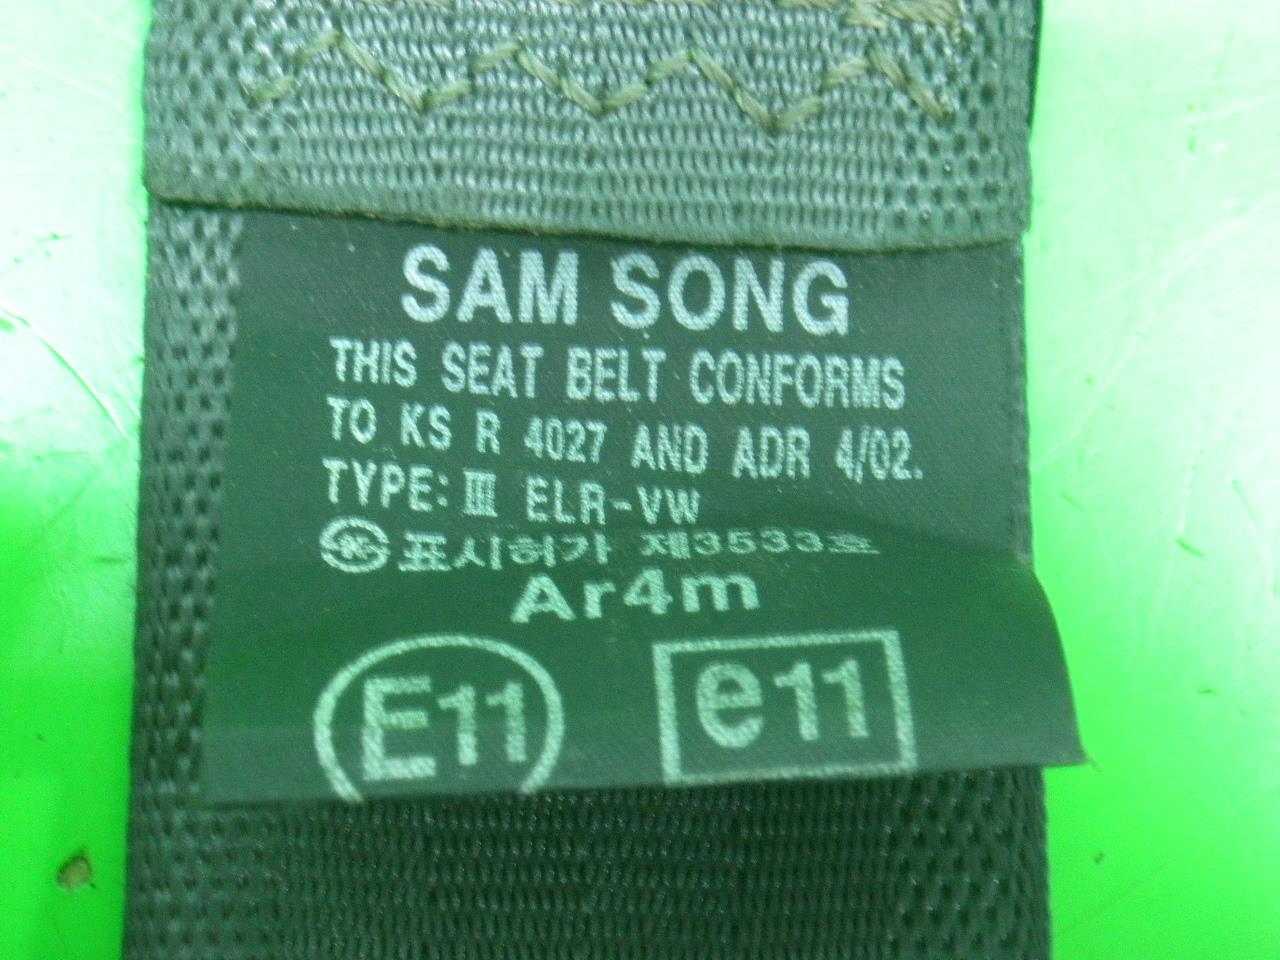 SAM SONG
THIS SEAT BELT CONFORMS
TO KS R 4027 AND ADR 4/02.
TYPE: Ⅲ ELR-VW
표시허가 제3533호
Ar4m
E11 e11